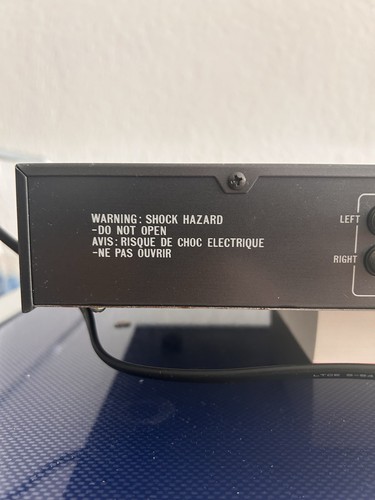 WARNING: SHOCK HAZARD
-DO NOT OPEN
AVIS: RISQUE DE CHOC ELECTRIQUE
-NE PAS OUVRIR
LEFT
RIGHT